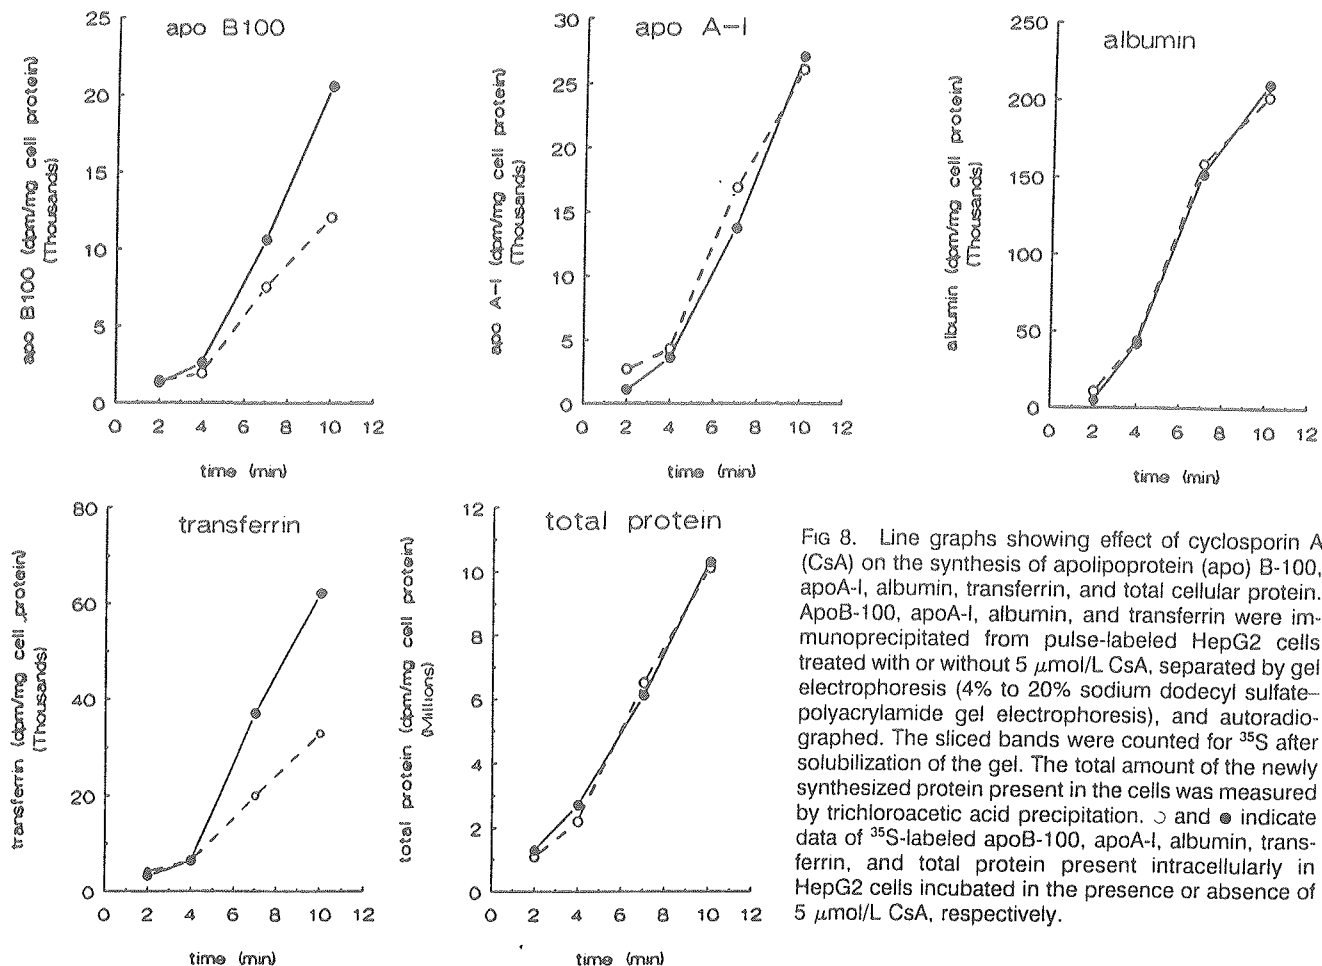 apo B100
apo B100 (dpm/mg cell protein)
(Thousands)
25
20
15
10
5
0
0 2 4 6 8 10 12
time (min)
apo A-I
apo A-I (dpm/mg cell protein)
(Thousands)
30
25
20
15
10
5
0
0 2 4 6 8 10 12
time (min)
albumin
albumin (dpm/mg cell protein)
(Thousands)
250
200
150
100
50
0
0 2 4 6 8 10 12
time (min)
transferrin
transferrin (dpm/mg cell protein)
(Thousands)
80
60
40
20
0
0 2 4 6 8 10 12
time (min)
total protein
total protein (dpm/mg cell protein)
(Millions)
12
10
8
6
4
2
0
0 2 4 6 8 10 12
time (min)
FIG 8. Line graphs showing effect of cyclosporin A
(CsA) on the synthesis of apolipoprotein (apo) B-100,
apoA-I, albumin, transferrin, and total cellular protein.
ApoB-100, apoA-I, albumin, and transferrin were im-
munoprecipitated from pulse-labeled HepG2 cells
treated with or without 5 μmol/L CsA, separated by gel
electrophoresis (4% to 20% sodium dodecyl sulfate–
polyacrylamide gel electrophoresis), and autoradio-
graphed. The sliced bands were counted for ³⁵S after
solubilization of the gel. The total amount of the newly
synthesized protein present in the cells was measured
by trichloroacetic acid precipitation. ○ and ● indicate
data of ³⁵S-labeled apoB-100, apoA-I, albumin, trans-
ferrin, and total protein present intracellularly in
HepG2 cells incubated in the presence or absence of
5 μmol/L CsA, respectively.